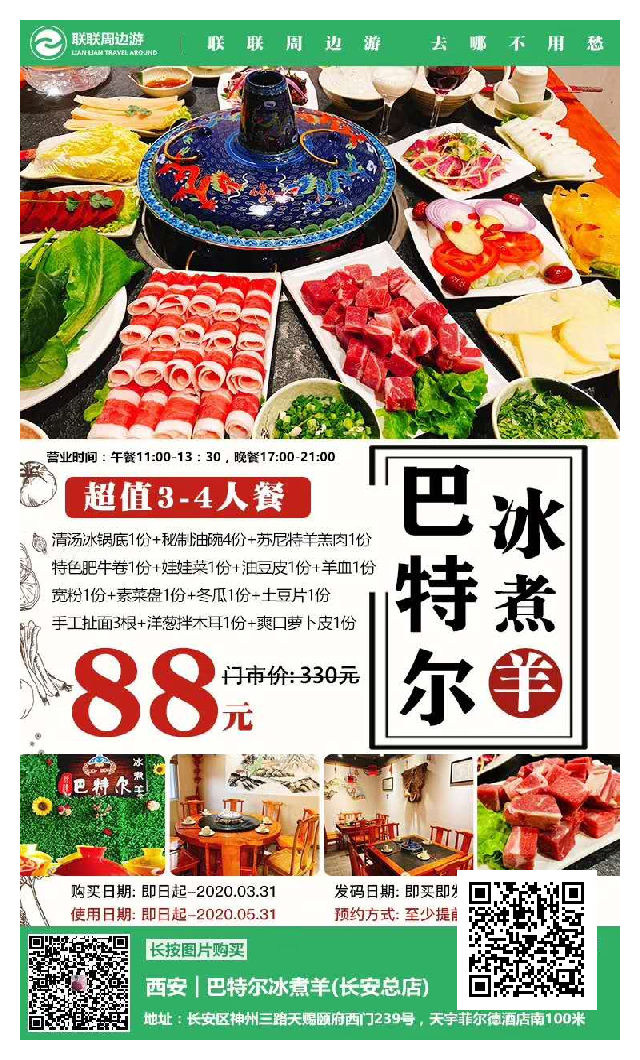 联联周边游
LIAN LIAN TRAVEL AROUND
联联周边游 去哪不用愁
营业时间：午餐11:00-13：30，晚餐17:00-21:00
超值3-4人餐
清汤冰锅底1份+秘制油碗4份+苏尼特羊羔肉1份
特色肥牛卷1份+娃娃菜1份+油豆皮1份+羊血1份
宽粉1份+素菜盘1份+冬瓜1份+土豆片1份
手工扯面3根+洋葱拌木耳1份+爽口萝卜皮1份
88元
门市价: 330元
巴特尔
冰煮羊
巴特尔
冰煮羊
购买日期: 即日起-2020.03.31
发码日期: 即买即发
使用日期: 即日起-2020.05.31
预约方式: 至少提前
长按图片购买
西安｜巴特尔冰煮羊(长安总店)
地址：长安区神州三路天赐颐府西门239号，天宇菲尔德酒店南100米